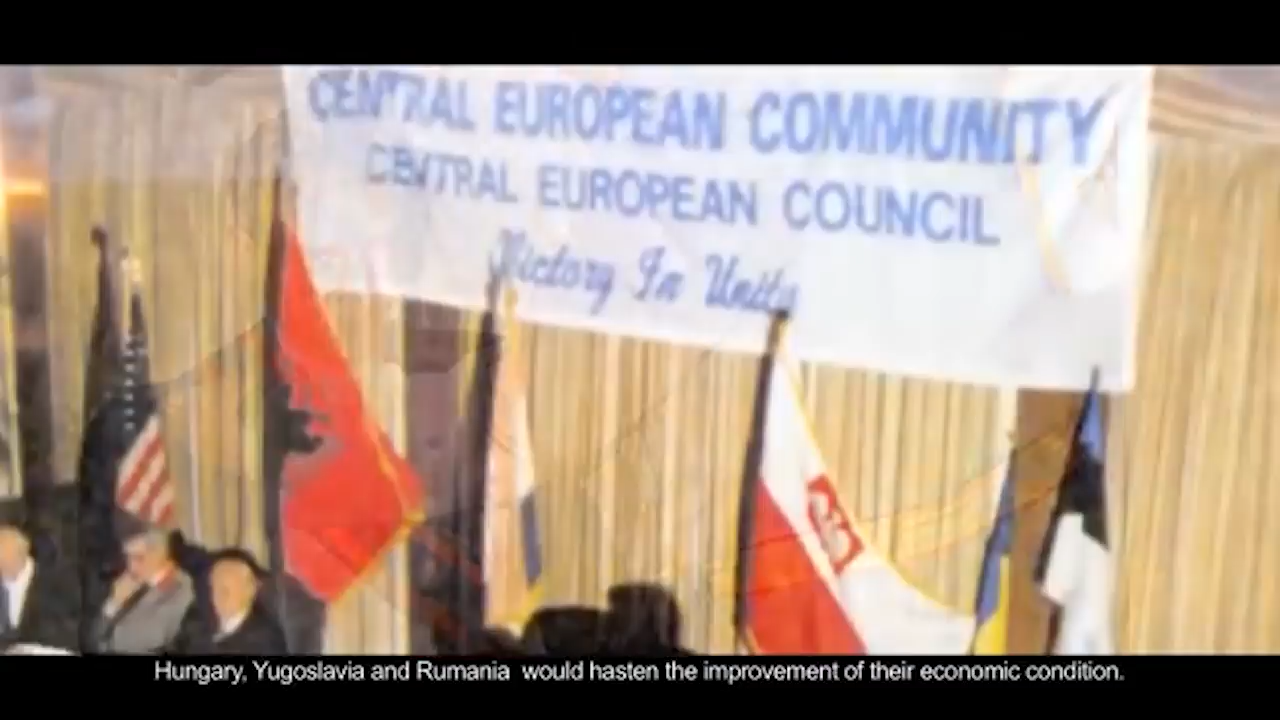 CENTRAL EUROPEAN COMMUNITY
CENTRAL EUROPEAN COUNCIL
Victory In Unity
Hungary, Yugoslavia and Rumania would hasten the improvement of their economic condition.